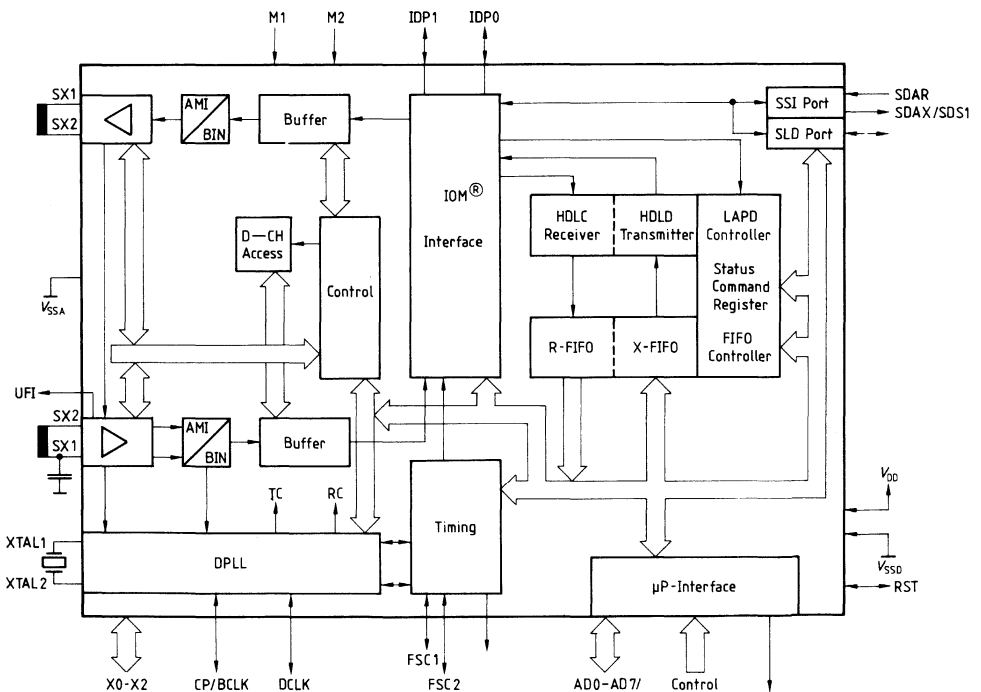 M1 M2 IDP1 IDP0
SX1
SX2
AMI
BIN
Buffer
SSI Port
SLD Port
SDAR
SDAX/SDS1
IOM®
Interface
HDLC
Receiver
HDLD
Transmitter
LAPD
Controller
Status
Command
Register
FIFO
Controller
D—CH
Access
Control
VSSA
R-FIFO
X-FIFO
UFI
SX2
SX1
AMI
BIN
Buffer
TC
RC
Timing
VDD
VSSD
RST
XTAL1
XTAL2
DPLL
µP-Interface
FSC1
X0-X2 CP/BCLK DCLK FSC2 AD0-AD7/ Control